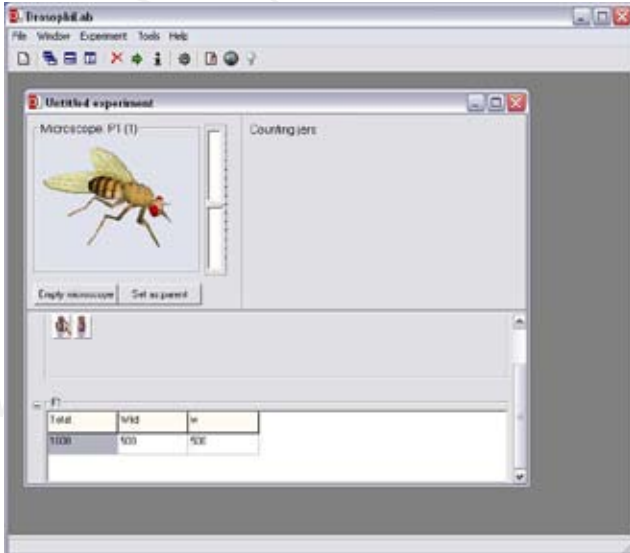 DrosophiLab
File Window Experiment Tools Help
Untitled experiment
Microscope: P1 (1)
Counting jars
Empty microscope Set as parent
F1
Total Wild w
1000 500 500